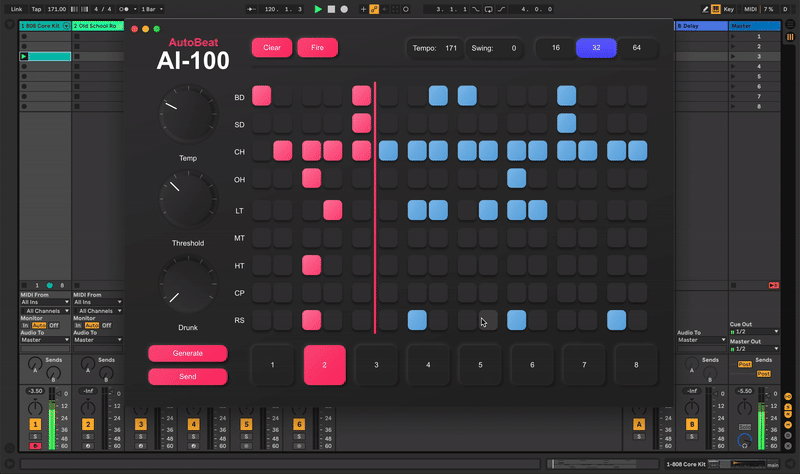 Link Tap 171.00 4 / 4 1 Bar 120. 1. 3 3. 1. 1 4. 0. 0 Key MIDI 7 % D
1 808 Core Kit 2 Old School Ro B Delay Master
AutoBeat
AI-100
Clear Fire Tempo: 171 Swing: 0 16 32 64
1
2
3
4
5
6
7
8
BD
SD
CH
OH
LT
MT
HT
CP
RS
Temp
Threshold
Drunk
Generate
Send
1 2 3 4 5 6 7 8
1 8
MIDI From MIDI From
All Ins All Ins
All Channels All Channels
Monitor Monitor
In Auto Off In Auto Off
Audio To Audio To Audio To
Master Master Master
Cue Out
1/2
Master Out
1/2
Sends Sends Sends Sends
A A
B B
Post
Post
-3.50 -Inf -Inf -5.50
0 12 24 36 48 60
1 2 3 4 5 6 A B
S S S S S S S S
Solo
1-808 Core Kit main